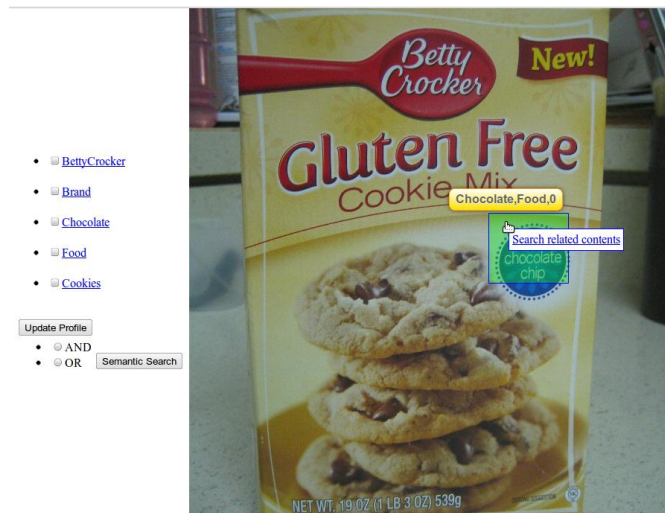 BettyCrocker
Brand
Chocolate
Food
Cookies
Update Profile
AND
OR
Semantic Search
Betty
Crocker
New!
Gluten Free
Cookie Mix
Chocolate,Food,0
Search related contents
chocolate
chip
NET WT. 19 OZ (1 LB 3 OZ) 539g